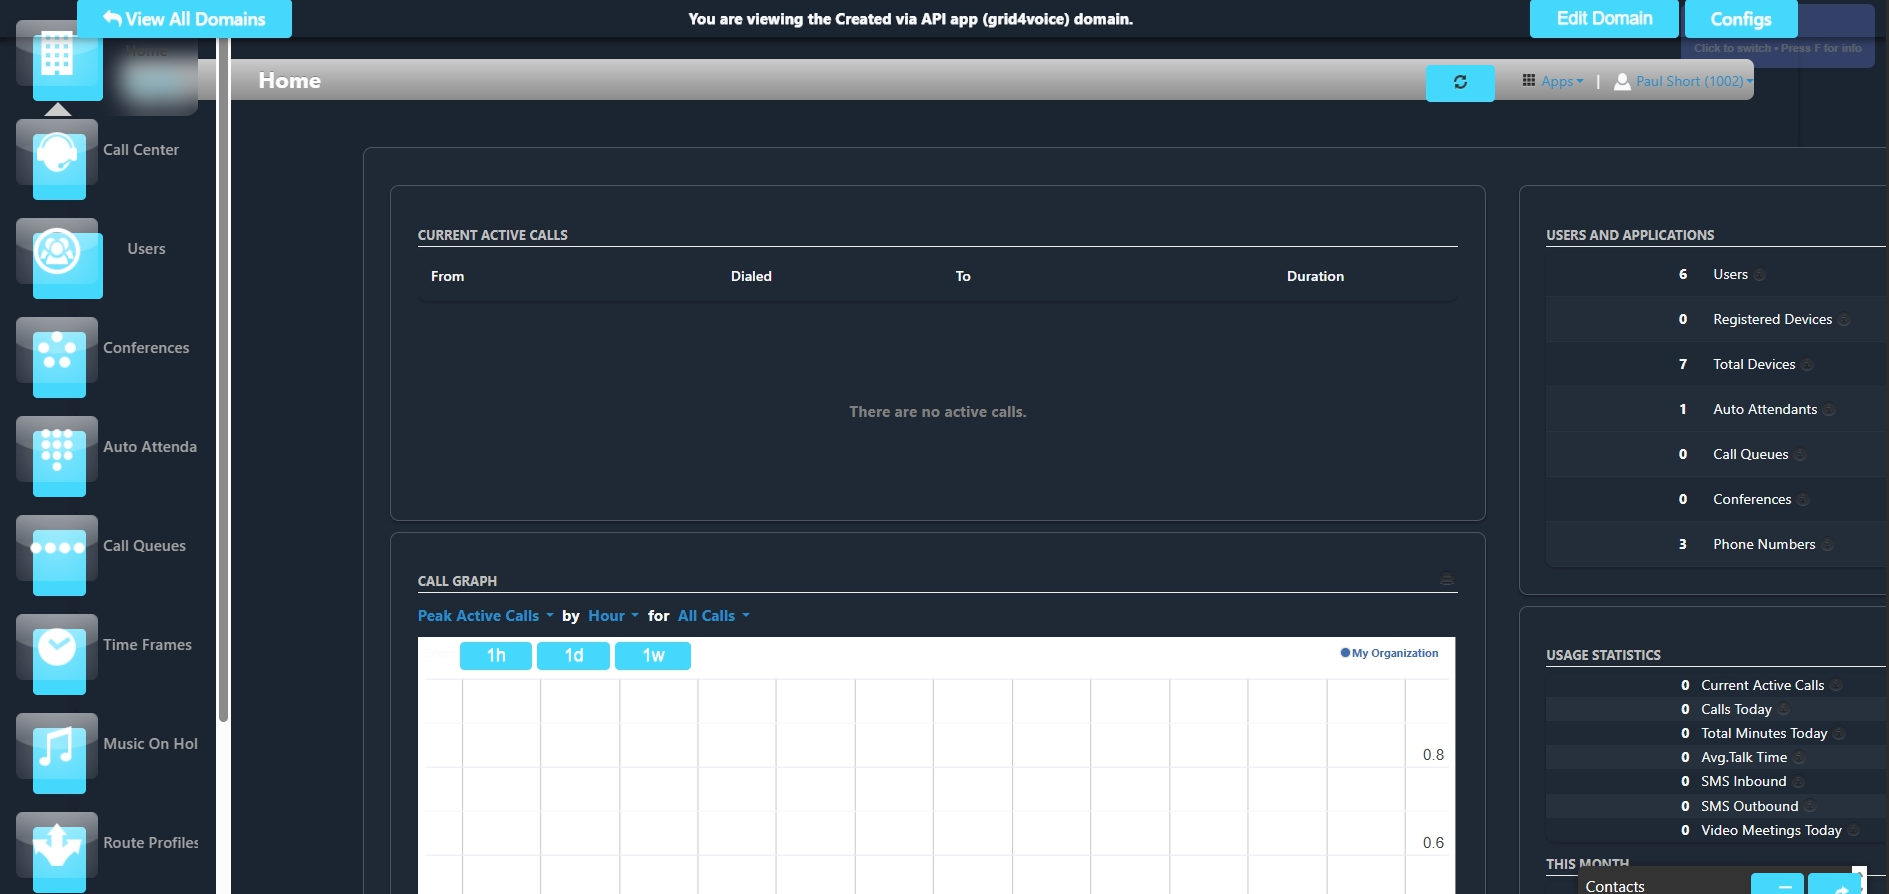 View All Domains
You are viewing the Created via API app (grid4voice) domain.
Edit Domain
Configs
Click to switch • Press F for info
Home
Home
Apps
|
Paul Short (1002)
Call Center
Users
Conferences
Auto Attenda
Call Queues
Time Frames
Music On Hol
Route Profiles
CURRENT ACTIVE CALLS
From Dialed To Duration
There are no active calls.
CALL GRAPH
Peak Active Calls by Hour for All Calls
1h 1d 1w
My Organization
0.8
0.6
USERS AND APPLICATIONS
6 Users
0 Registered Devices
7 Total Devices
1 Auto Attendants
0 Call Queues
0 Conferences
3 Phone Numbers
USAGE STATISTICS
0 Current Active Calls
0 Calls Today
0 Total Minutes Today
0 Avg.Talk Time
0 SMS Inbound
0 SMS Outbound
0 Video Meetings Today
THIS MONTH
Contacts